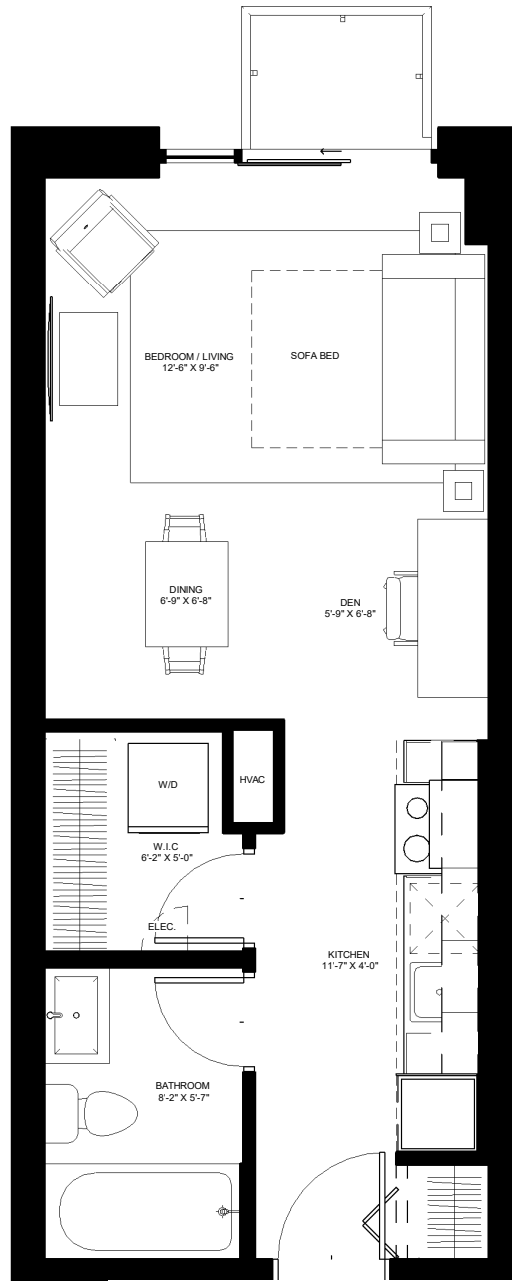 BEDROOM / LIVING
12'-6" X 9'-6"
SOFA BED
DINING
6'-9" X 6'-8"
DEN
5'-9" X 6'-8"
W/D
HVAC
W.I.C
6'-2" X 5'-0"
ELEC.
KITCHEN
11'-7" X 4'-0"
BATHROOM
8'-2" X 5'-7"